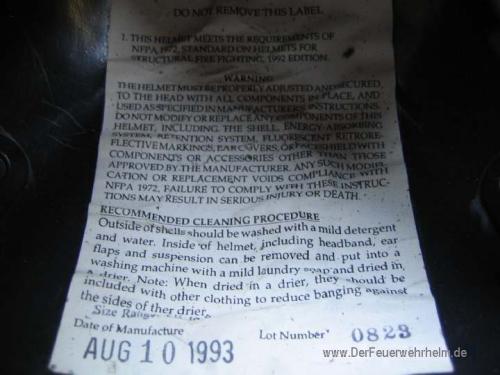 DO NOT REMOVE THIS LABEL
1. THIS HELMET MEETS THE REQUIREMENTS OF
NFPA 1972, STANDARD ON HELMETS FOR
STRUCTURAL FIRE FIGHTING, 1992 EDITION.
WARNING
THE HELMET MUST BE PROPERLY ADJUSTED AND SECURED,
TO THE HEAD WITH ALL COMPONENTS IN PLACE, AND
USED AS SPECIFIED IN MANUFACTURERS' INSTRUCTIONS.
DO NOT MODIFY OR REPLACE ANY COMPONENTS OF THIS
HELMET, INCLUDING THE SHELL, ENERGY ABSORBING
SYSTEM, RETENTION SYSTEM, FLUORESCENT RETRORE-
FLECTIVE MARKINGS, EAR COVERS, OR FACESHIELD WITH
COMPONENTS OR ACCESSORIES OTHER THAN THOSE
APPROVED BY THE MANUFACTURER. ANY SUCH MODIFI-
CATION OR REPLACEMENT VOIDS COMPLIANCE WITH
NFPA 1972, FAILURE TO COMPLY WITH THESE INSTRUC-
TIONS MAY RESULT IN SERIOUS INJURY OR DEATH.
RECOMMENDED CLEANING PROCEDURE
Outside of shells should be washed with a mild detergent
and water. Inside of helmet, including headband, ear
flaps and suspension can be removed and put into a
washing machine with a mild laundry soap and dried in
a drier. Note: When dried in a drier, they should be
included with other clothing to reduce banging against
the sides of ther drier.
Size Range:
Date of Manufacture
Lot Number
0823
AUG 10 1993
www.DerFeuerwehrhelm.de